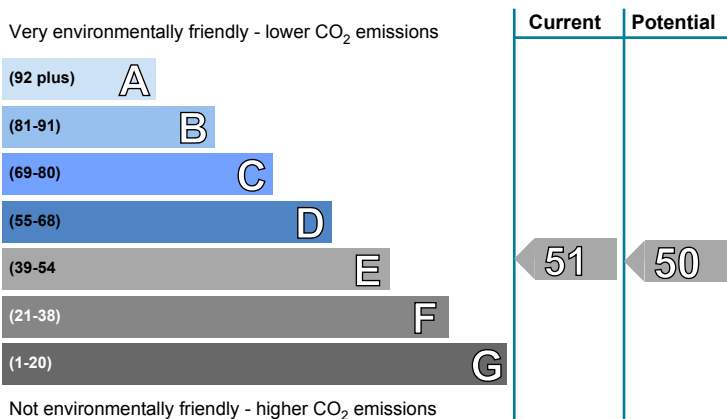 Very environmentally friendly - lower CO2 emissions
Current Potential
(92 plus) A
(81-91) B
(69-80) C
(55-68) D
(39-54 E
51 50
(21-38) F
(1-20) G
Not environmentally friendly - higher CO2 emissions